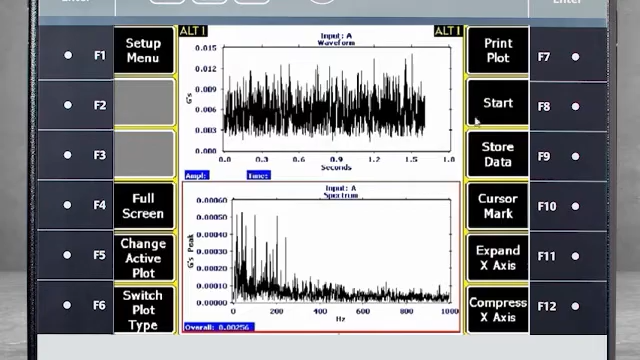 Enter
Enter
F1
Setup
Menu
ALT1
Input: A
Waveform
ALT1
Print
Plot
F7
F2
0.015
0.012
0.009
0.006
0.003
0.000
G's
Start
F8
F3
0.0 0.3 0.6 0.9 1.2 1.5 1.8
Seconds
Ampl: Time:
Store
Data
F9
F4
Full
Screen
Input: A
Spectrum
Cursor
Mark
F10
F5
Change
Active
Plot
0.00060
0.00050
0.00040
0.00030
0.00020
0.00010
0.00000
G's Peak
Expand
X Axis
F11
F6
Switch
Plot
Type
0 200 400 600 800 1000
Hz
Overall: 0.00256
Compress
X Axis
F12